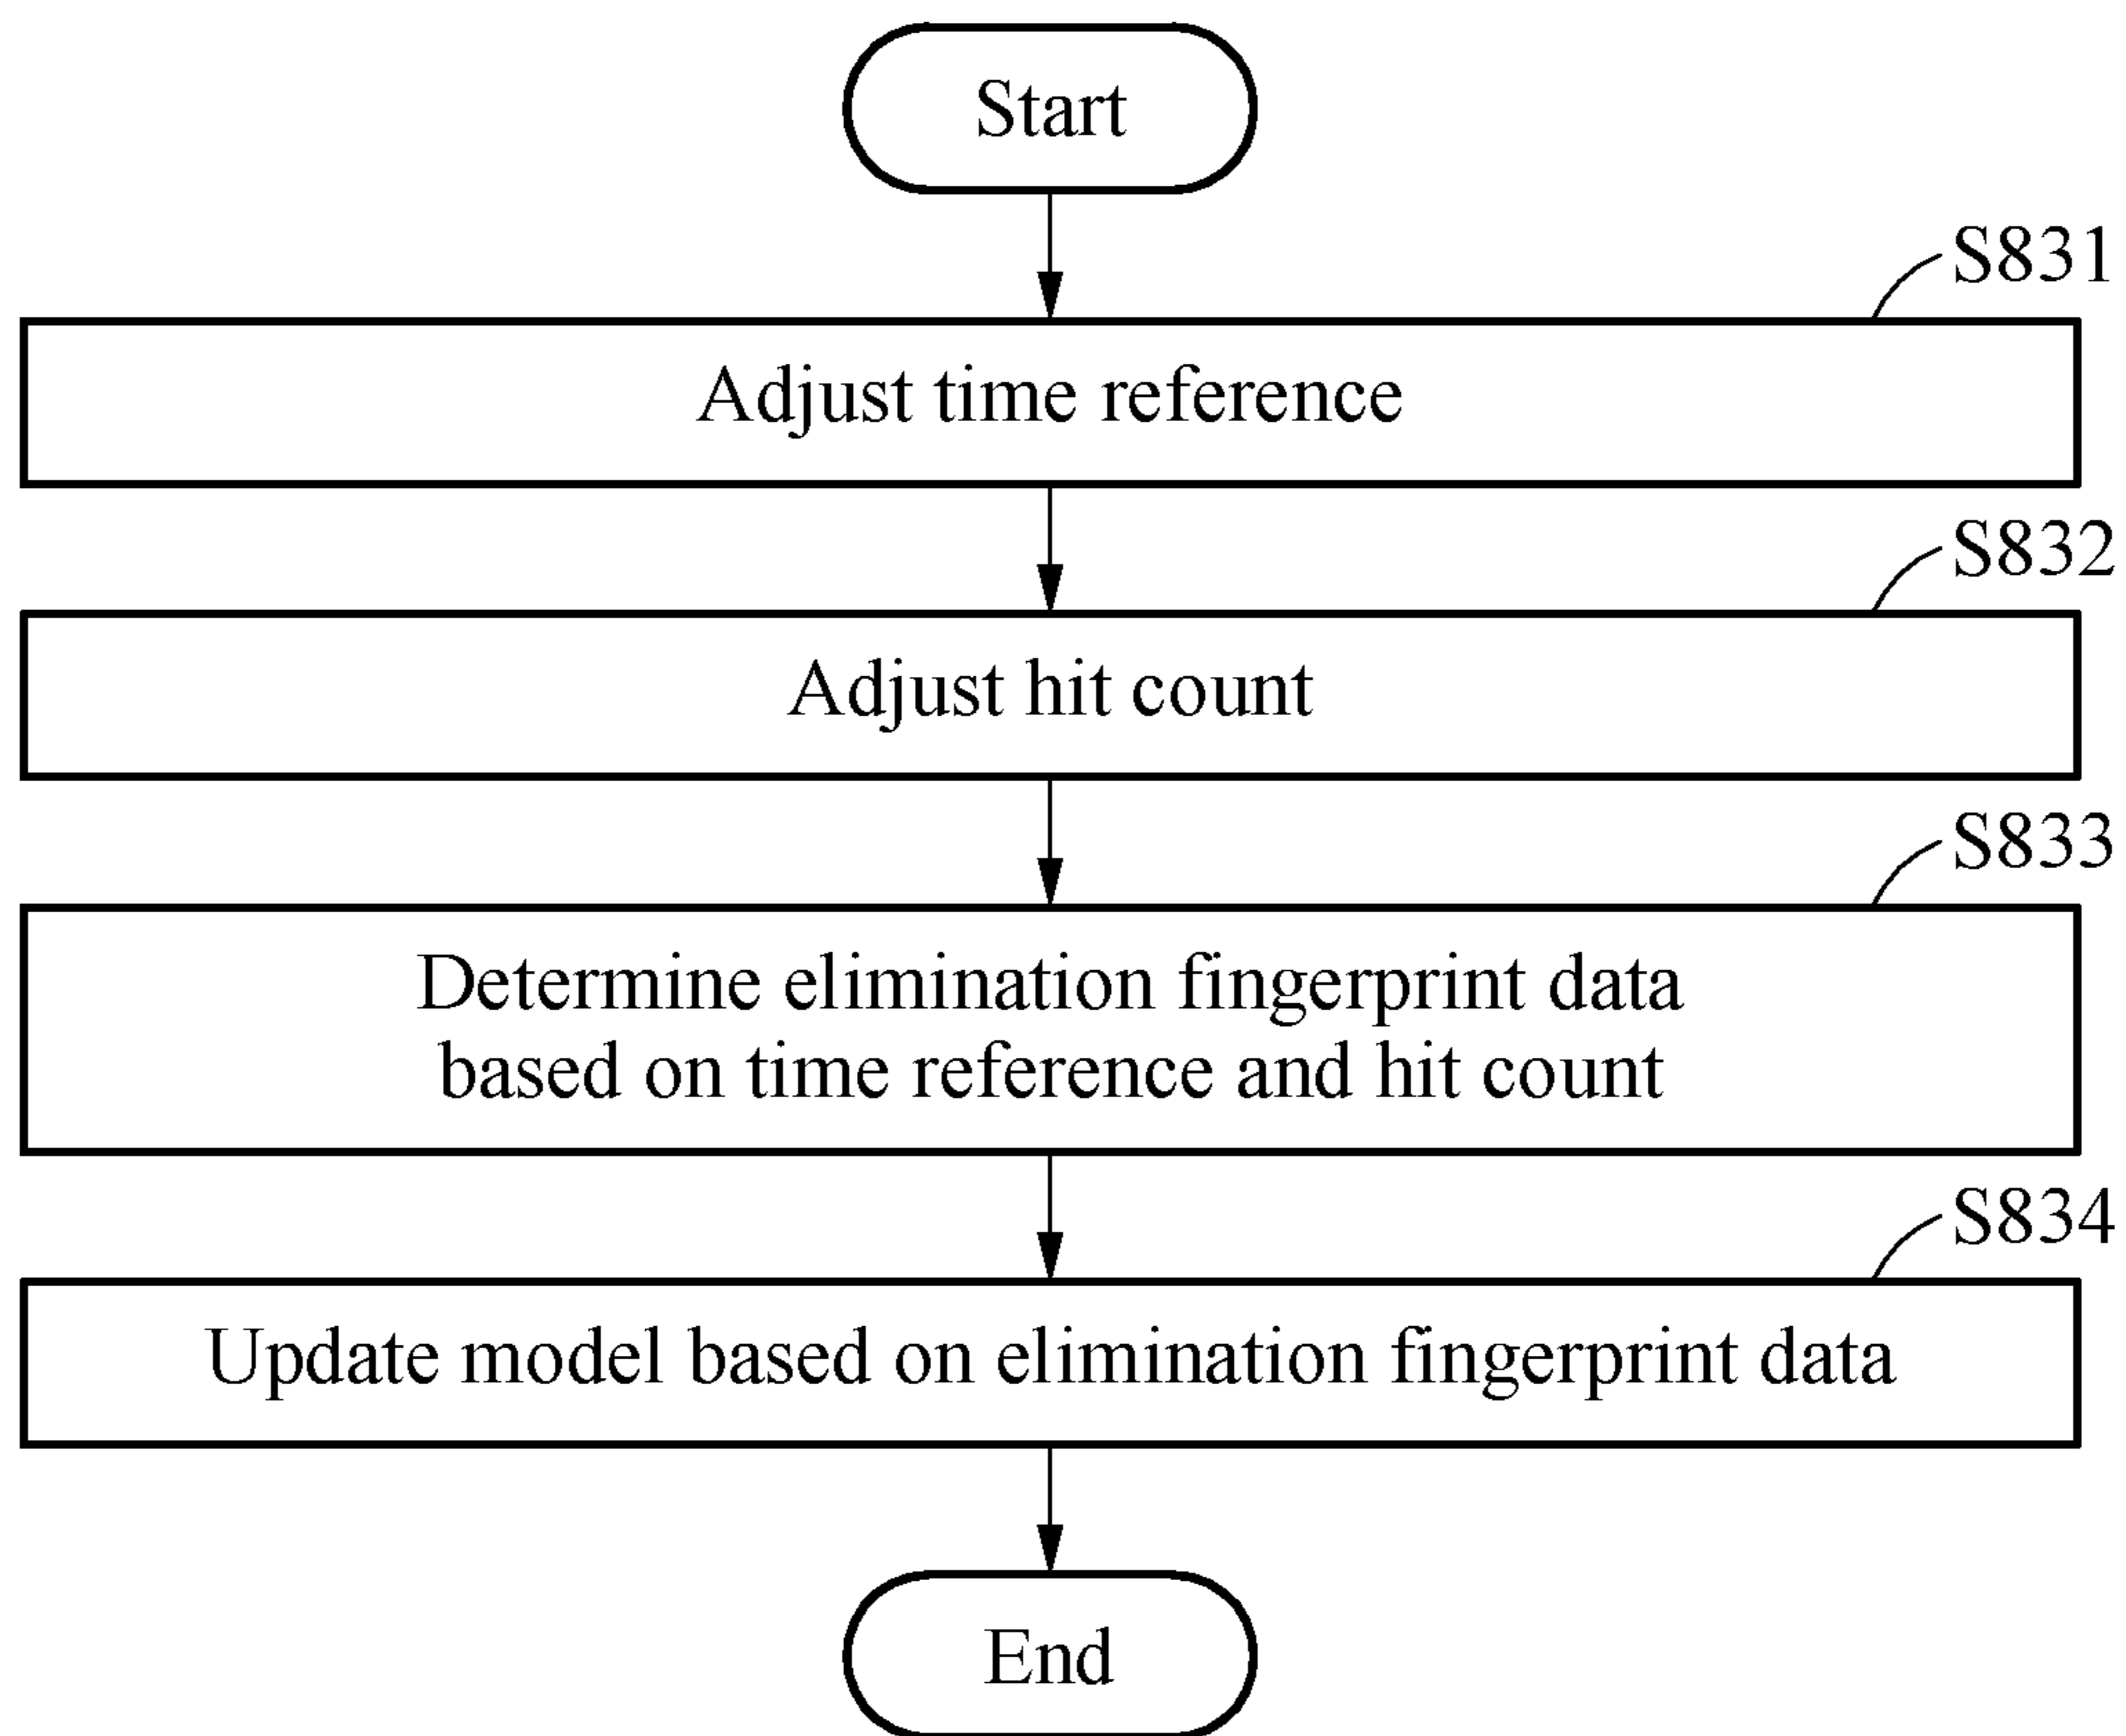 Start
S831
Adjust time reference
S832
Adjust hit count
S833
Determine elimination fingerprint data
based on time reference and hit count
S834
Update model based on elimination fingerprint data
End